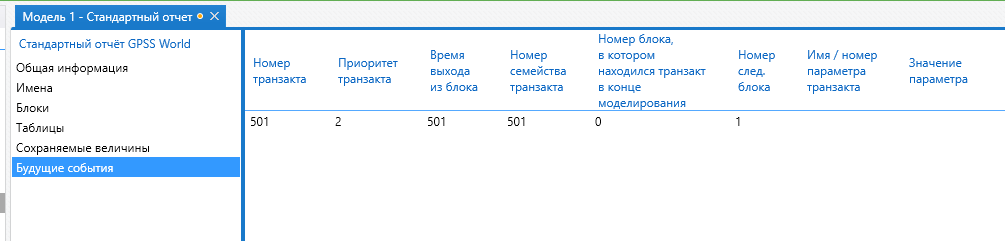 Модель 1 - Стандартный отчет
Стандартный отчёт GPSS World
Общая информация
Имена
Блоки
Таблицы
Сохраняемые величины
Будущие события
Номер
транзакта
Приоритет
транзакта
Время
выхода
из блока
Номер
семейства
транзакта
Номер блока,
в котором
находился транзакт
в конце
моделирования
Номер
след.
блока
Имя / номер
параметра
транзакта
Значение
параметра
501 2 501 501 0 1